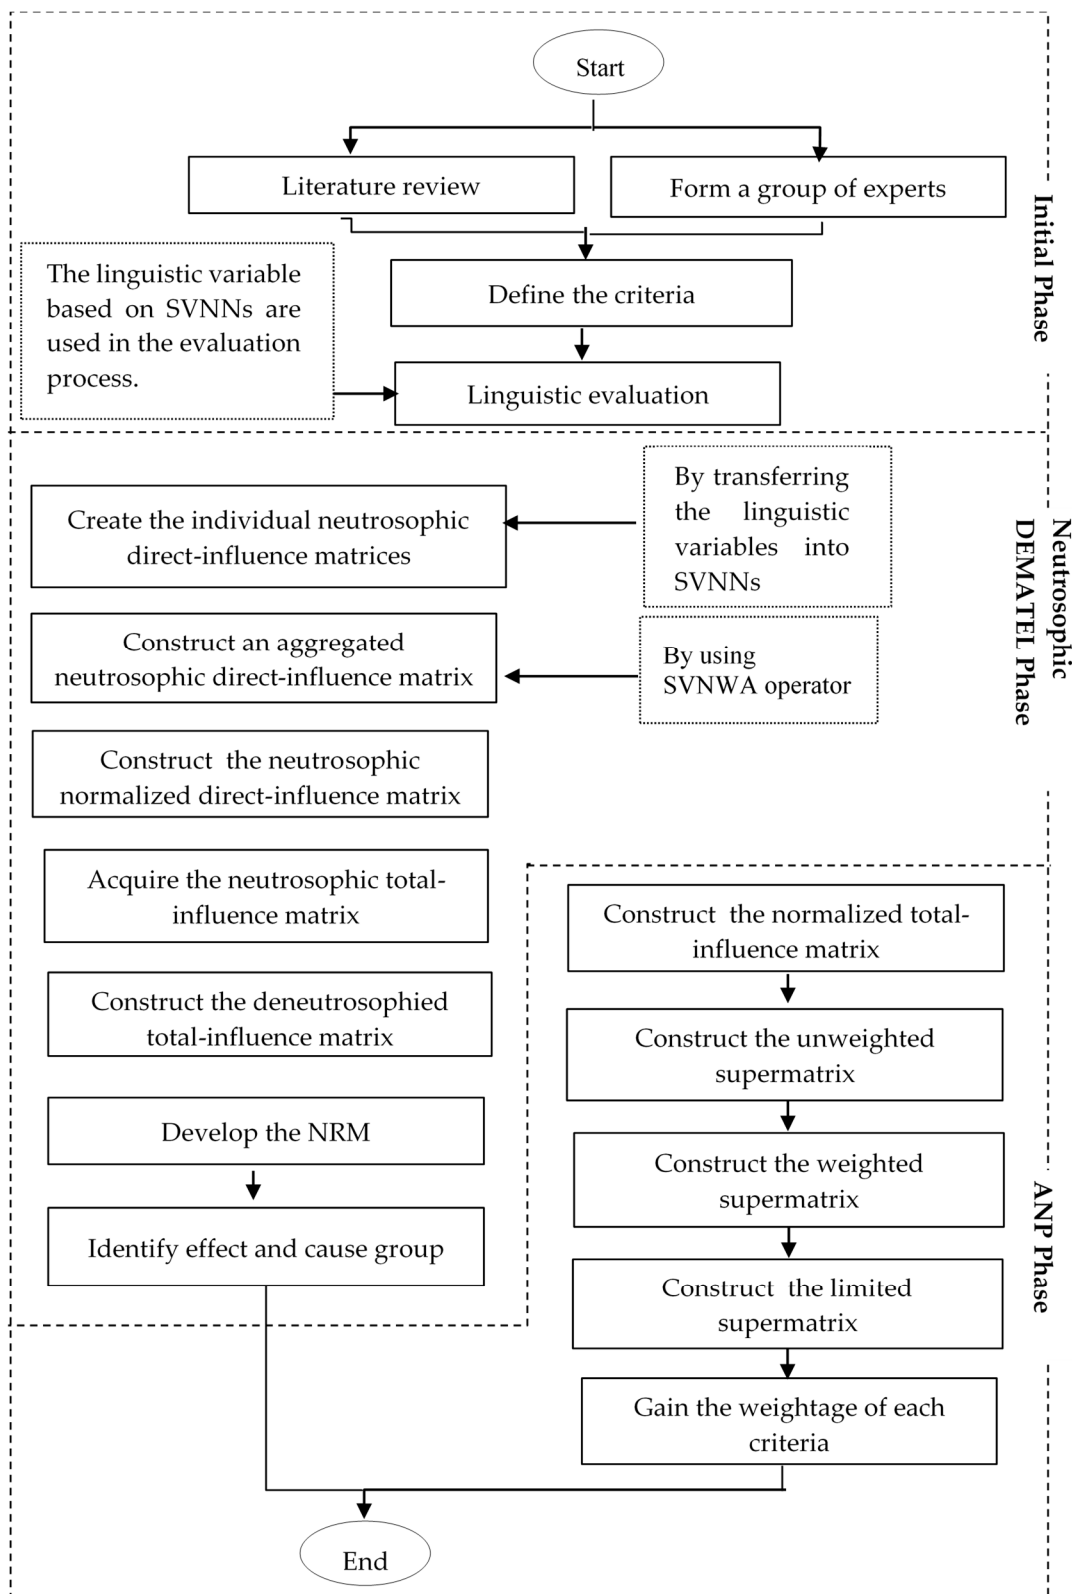 Start
Literature review
Form a group of experts
Initial Phase
The linguistic variable
based on SVNNs are
used in the evaluation
process.
Define the criteria
Linguistic evaluation
By transferring
the linguistic
variables into
SVNNs
Create the individual neutrosophic
direct-influence matrices
Neutrosophic
DEMATEL Phase
Construct an aggregated
neutrosophic direct-influence matrix
By using
SVNWA operator
Construct the neutrosophic
normalized direct-influence matrix
Acquire the neutrosophic total-
influence matrix
Construct the deneutrosophied
total-influence matrix
Develop the NRM
Identify effect and cause group
Construct the normalized total-
influence matrix
Construct the unweighted
supermatrix
Construct the weighted
supermatrix
Construct the limited
supermatrix
Gain the weightage of each
criteria
ANP Phase
End